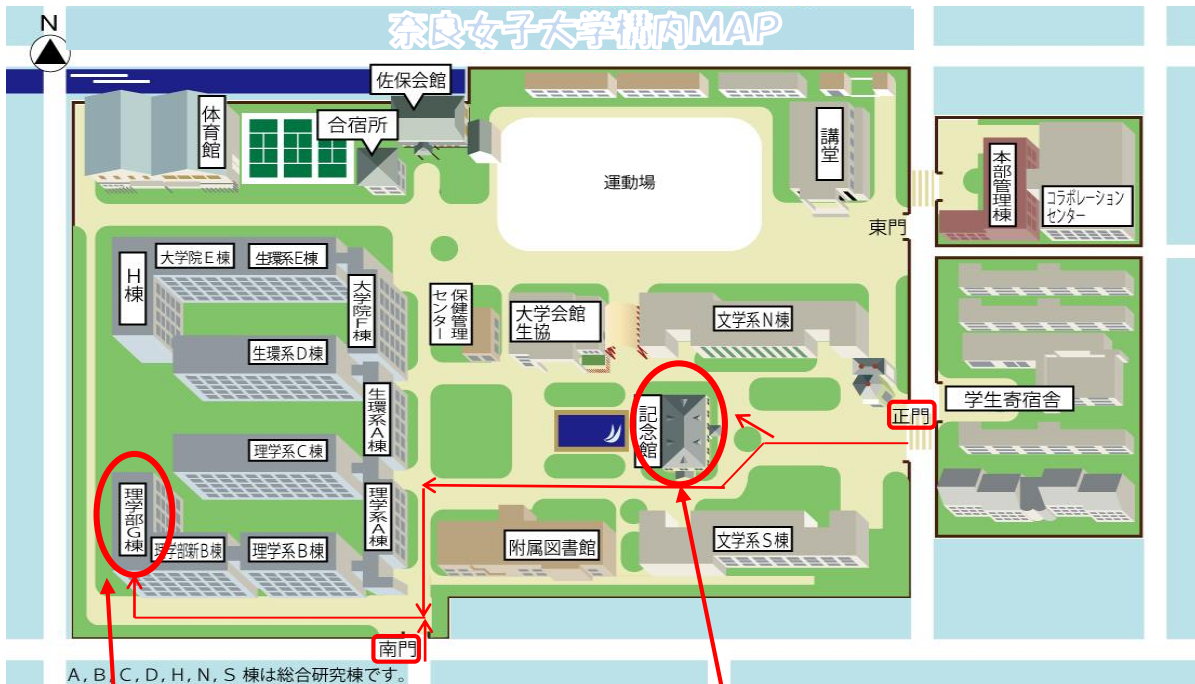 N
奈良女子大学構内MAP
佐保会館
体育館
合宿所
運動場
講堂
本部管理棟
コラボレーション
センター
東門
H棟
大学院E棟
生環系E棟
大学院F棟
保健管理
センター
大学会館
生協
文学系N棟
生環系D棟
生環系A棟
記念館
正門
学生寄宿舎
理学系C棟
理学部G棟
理学系A棟
理学部新B棟
理学系B棟
附属図書館
文学系S棟
南門
A, B, C, D, H, N, S 棟は総合研究棟です。